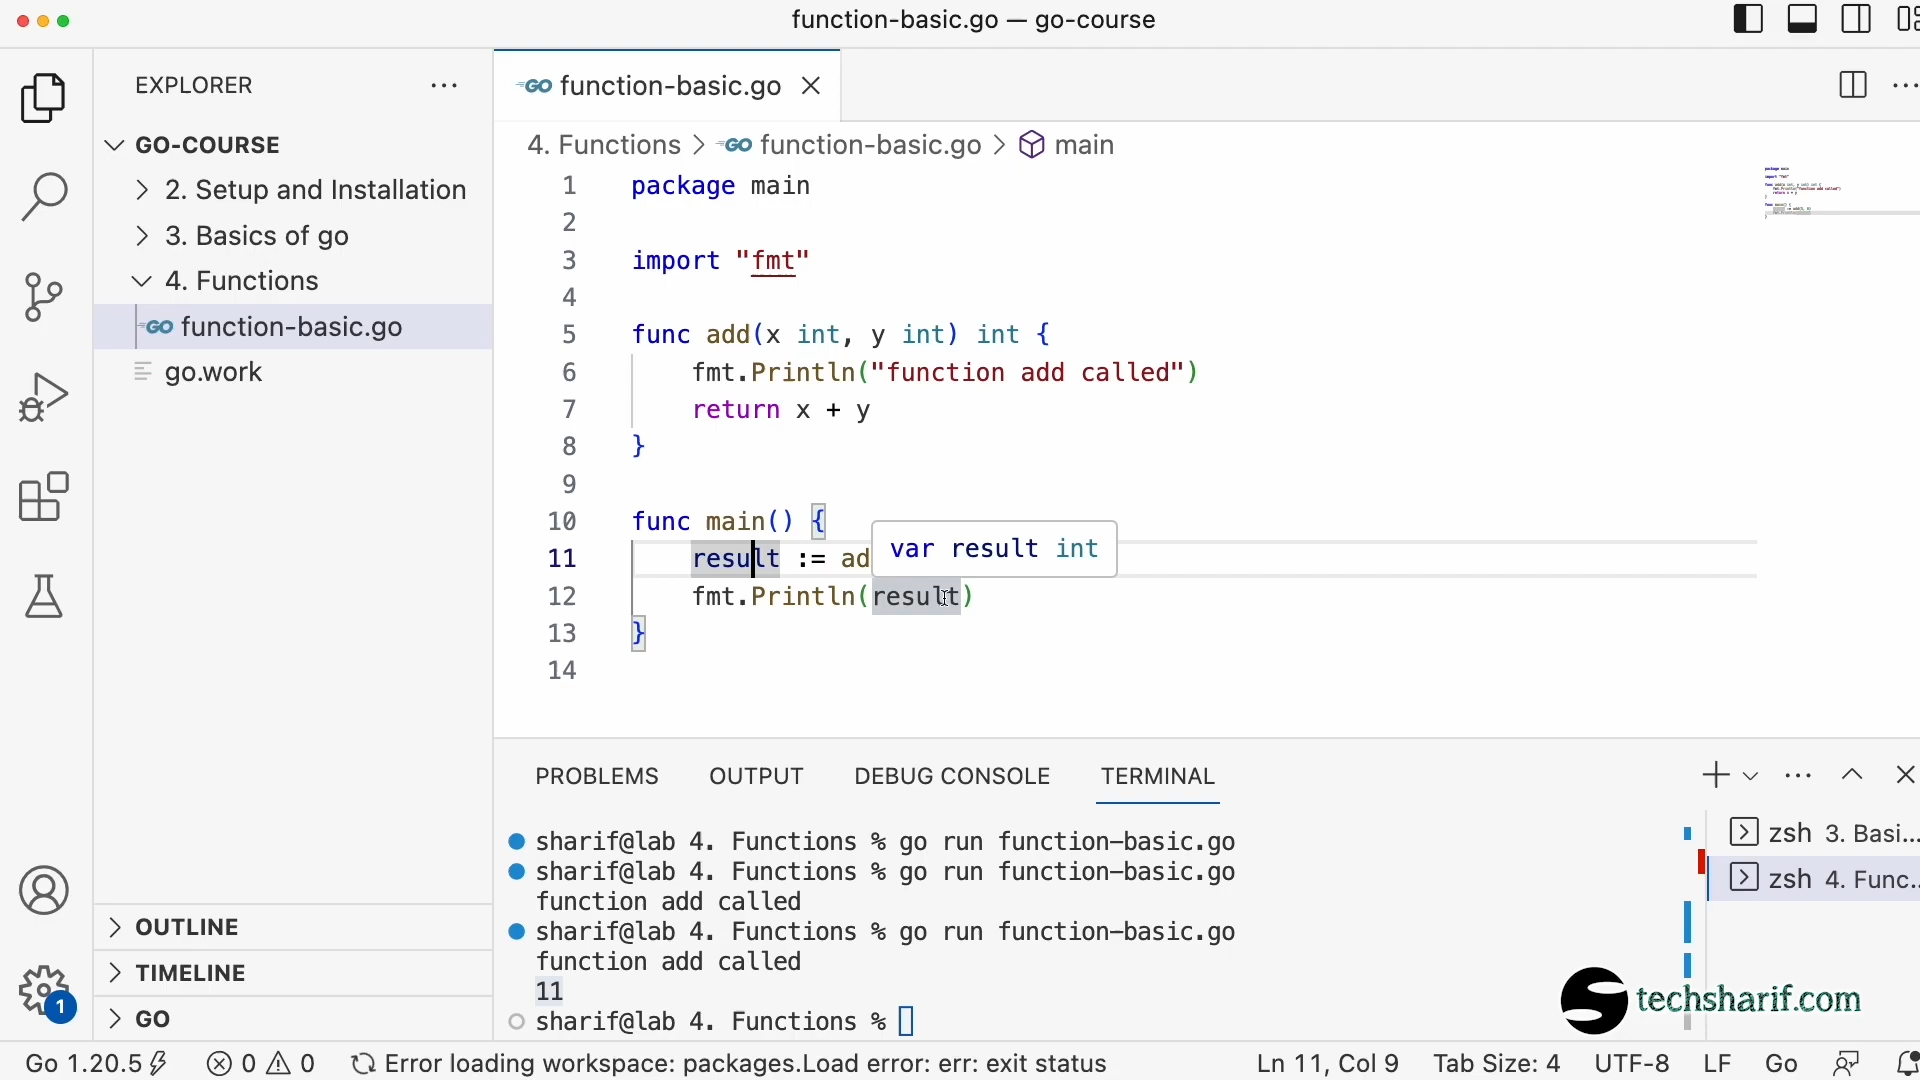 function-basic.go — go-course
EXPLORER
GO-COURSE
2. Setup and Installation
3. Basics of go
4. Functions
GO function-basic.go
go.work
OUTLINE
TIMELINE
GO
1
GO function-basic.go
4. Functions > GO function-basic.go > main
1 package main
2
3 import "fmt"
4
5 func add(x int, y int) int {
6 fmt.Println("function add called")
7 return x + y
8 }
9
10 func main() {
var result int
11 result := ad
12 fmt.Println(result)
13 }
14
PROBLEMS OUTPUT DEBUG CONSOLE TERMINAL
sharif@lab 4. Functions % go run function-basic.go
sharif@lab 4. Functions % go run function-basic.go
function add called
sharif@lab 4. Functions % go run function-basic.go
function add called
11
sharif@lab 4. Functions %
zsh 3. Basi...
zsh 4. Func...
techsharif.com
Go 1.20.5 0 0 Error loading workspace: packages.Load error: err: exit status Ln 11, Col 9 Tab Size: 4 UTF-8 LF Go